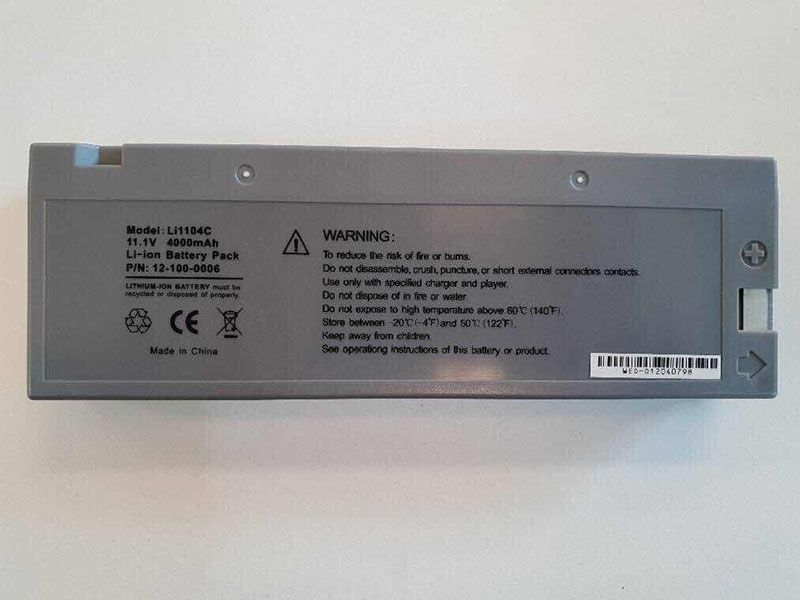 Model: Li1104C
11.1V 4000mAh
Li-ion Battery Pack
P/N: 12-100-0006
LITHIUM-ION BATTERY must be
recycled or disposed of properly
CE
Made in China
WARNING:
To reduce the risk of fire or burns.
Do not disassemble, crush, puncture, or short external connectors contacts.
Use only with specified charger and player.
Do not dispose of in fire or water.
Do not expose to high temperature above 60℃(140℉).
Store between -20℃(-4℉)and 50℃(122℉).
Keep away from children.
See operationg instructions of this battery or product.
WED-012040798